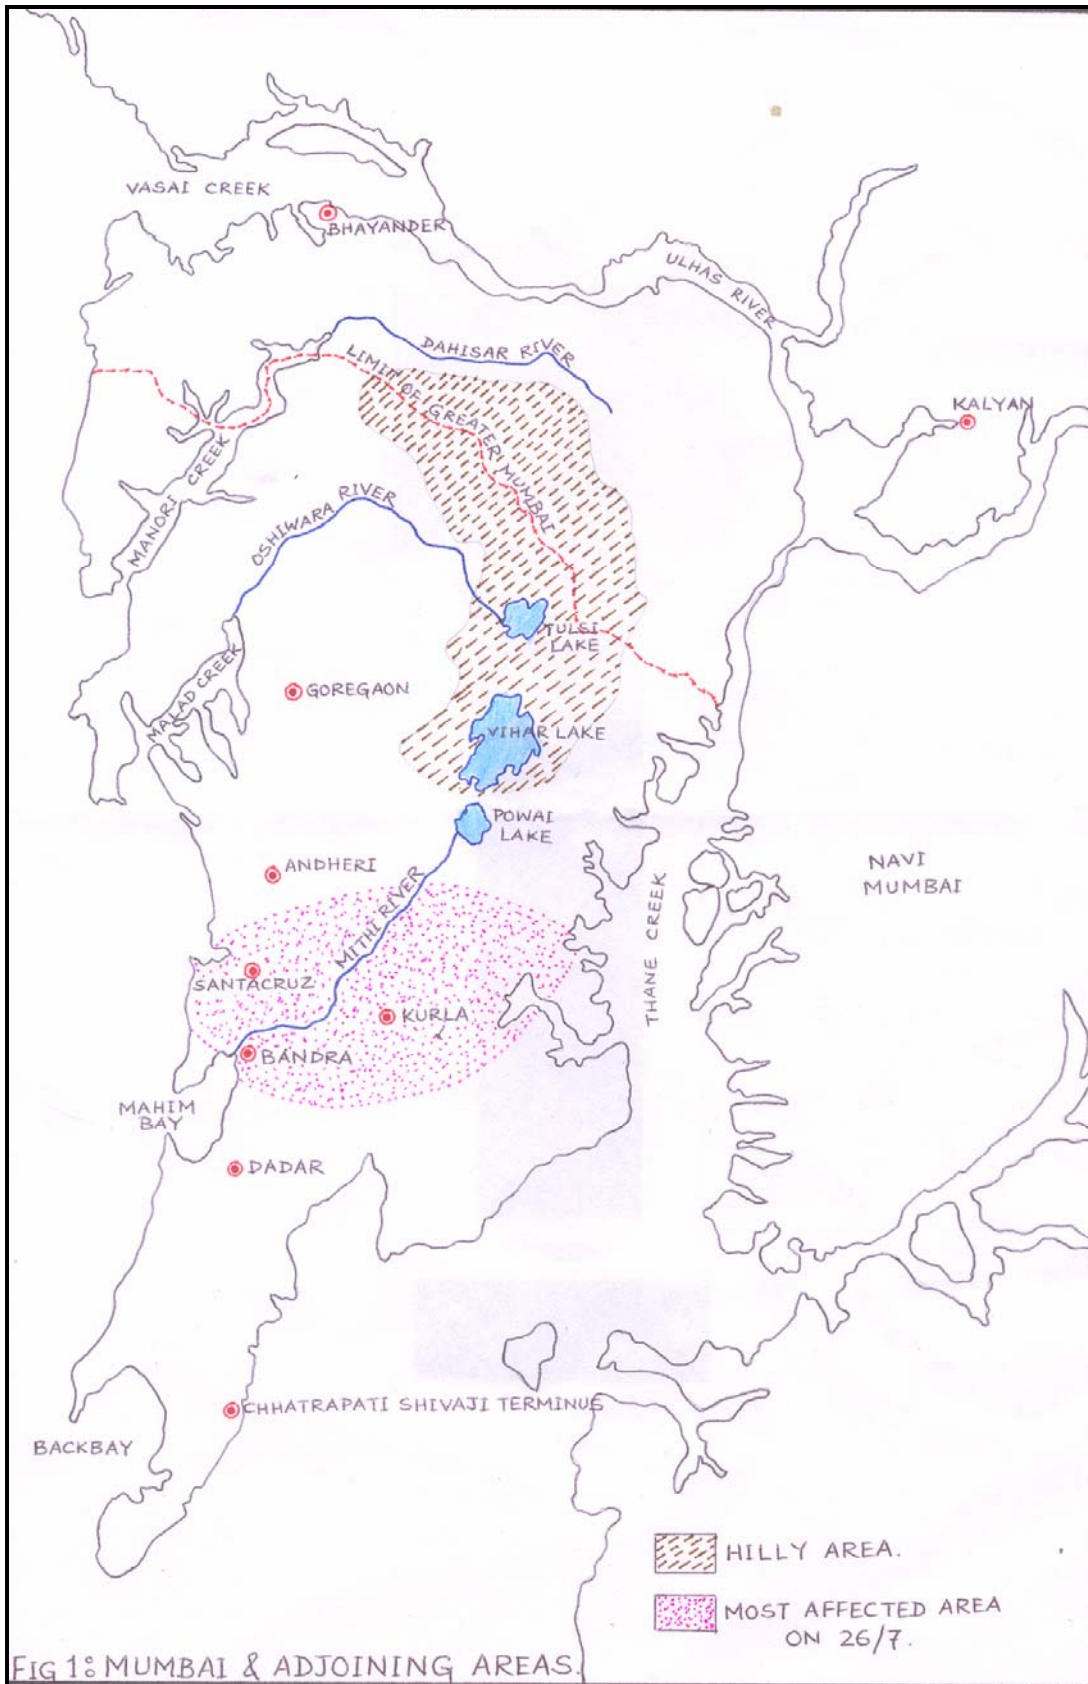 VASAI CREEK
BHAYANDER
ULHAS RIVER
DAHISAR RIVER
LIMIT OF GREATER MUMBAI
KALYAN
MANORI CREEK
OSHIWARA RIVER
TULSI
LAKE
MALAD CREEK
GOREGAON
VIHAR LAKE
POWAI
LAKE
ANDHERI
NAVI
MUMBAI
MITHI RIVER
THANE CREEK
SANTACRUZ
KURLA
BANDRA
MAHIM
BAY
DADAR
CHHATRAPATI SHIVAJI TERMINUS
BACKBAY
HILLY AREA.
MOST AFFECTED AREA
ON 26/7.
FIG 1: MUMBAI & ADJOINING AREAS.